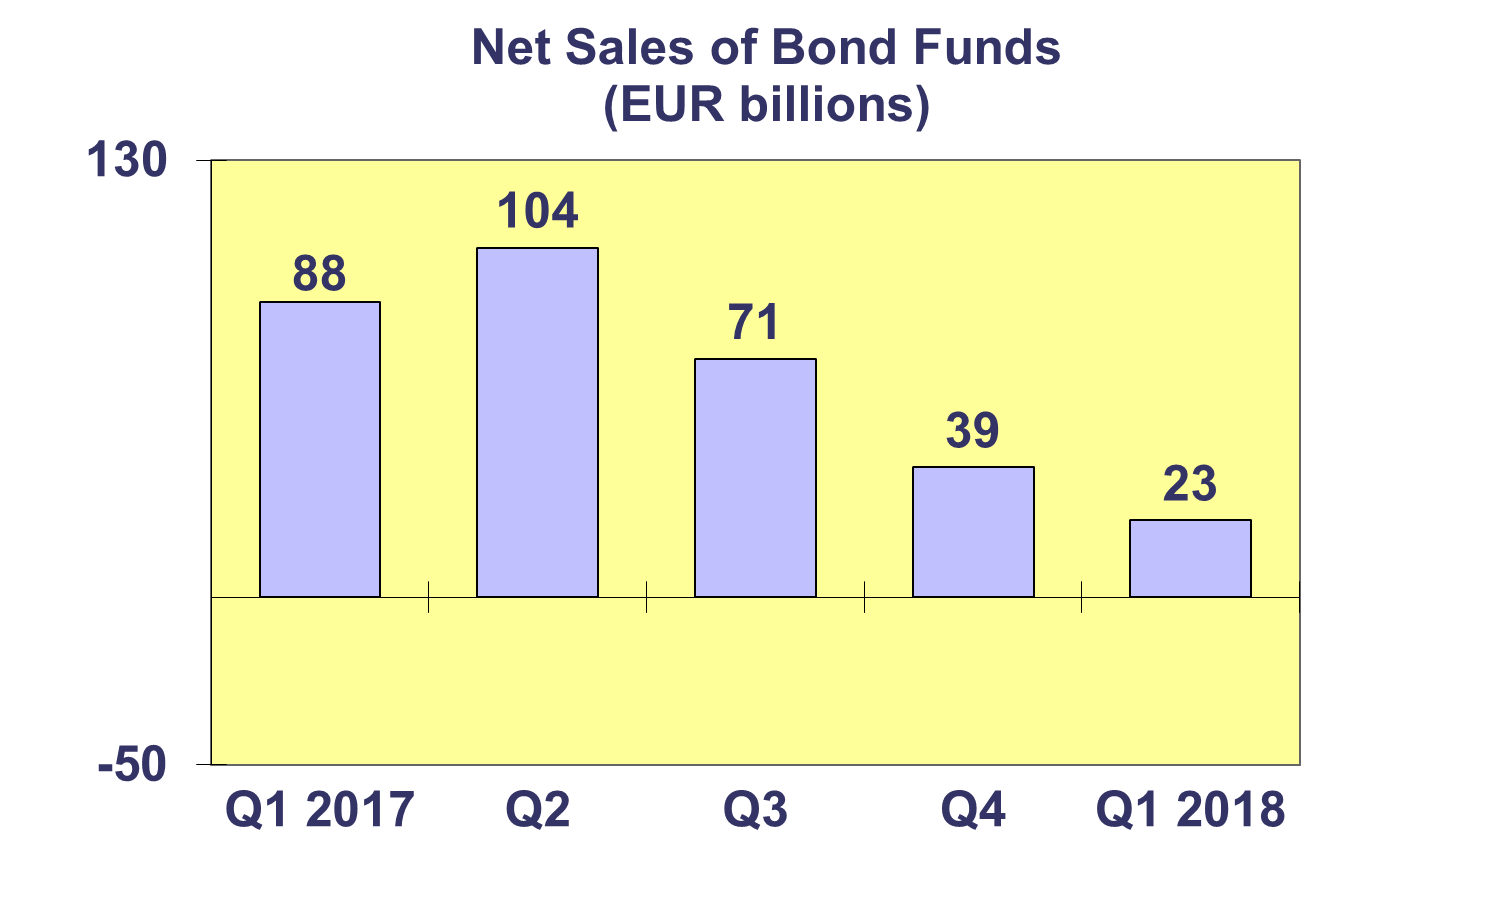 Net Sales of Bond Funds
(EUR billions)
130
104
88
71
39
23
-50
Q1 2017 Q2 Q3 Q4 Q1 2018